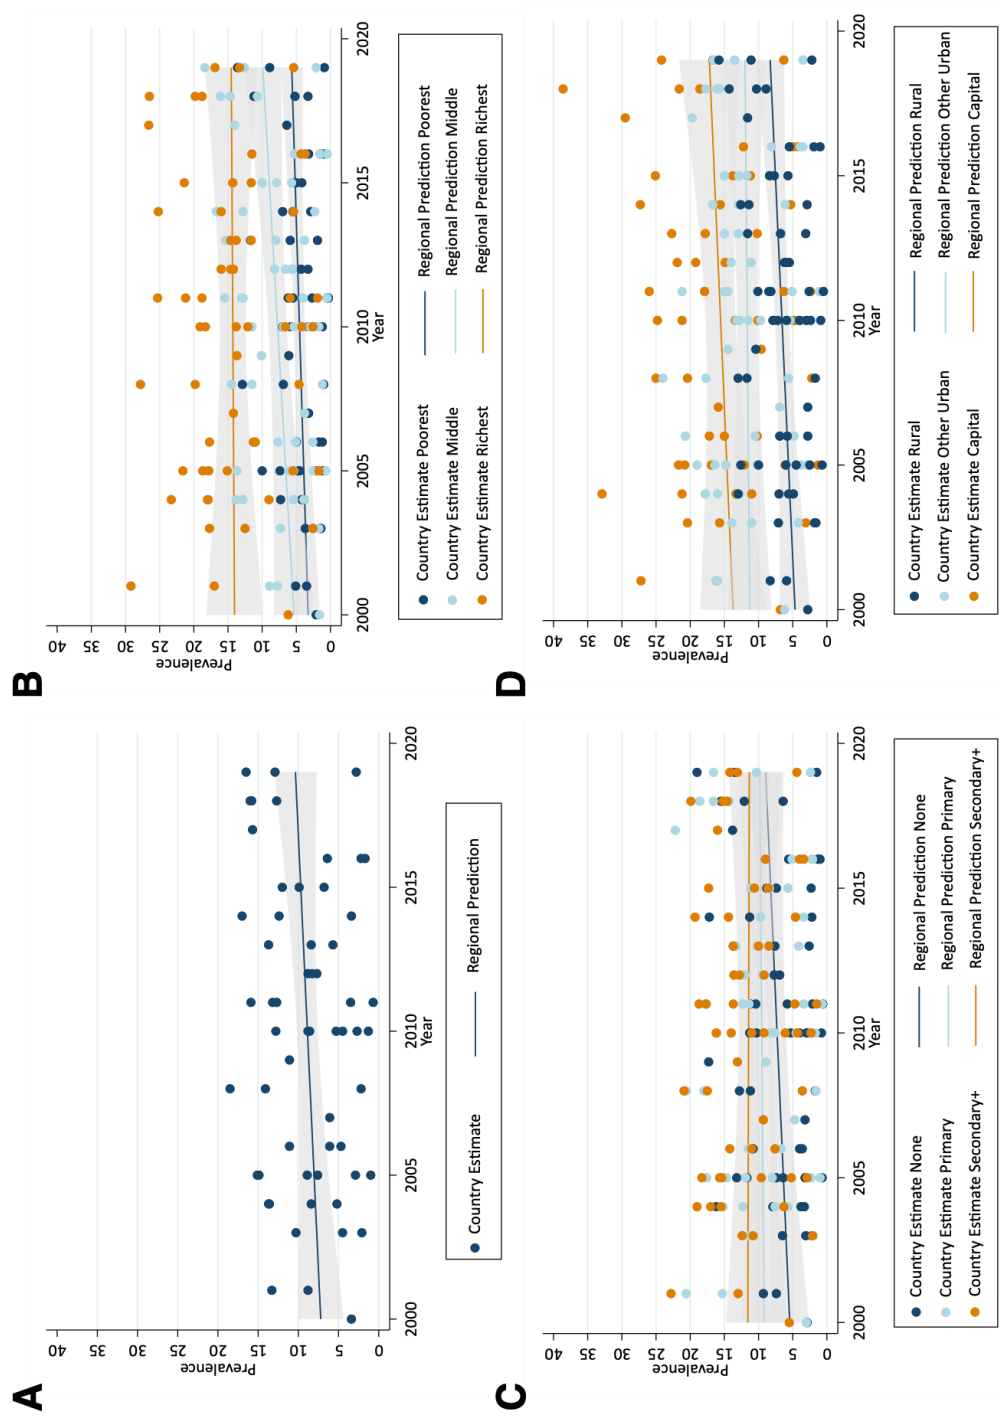 A
Prevalence
40
35
30
25
20
15
10
5
0
2000
2005
2010
2015
2020
Year
Country Estimate
Regional Prediction
B
Prevalence
40
35
30
25
20
15
10
5
0
2000
2005
2010
2015
2020
Year
Country Estimate Poorest
Regional Prediction Poorest
Country Estimate Middle
Regional Prediction Middle
Country Estimate Richest
Regional Prediction Richest
C
Prevalence
40
35
30
25
20
15
10
5
0
2000
2005
2010
2015
2020
Year
Country Estimate None
Regional Prediction None
Country Estimate Primary
Regional Prediction Primary
Country Estimate Secondary+
Regional Prediction Secondary+
D
Prevalence
40
35
30
25
20
15
10
5
0
2000
2005
2010
2015
2020
Year
Country Estimate Rural
Regional Prediction Rural
Country Estimate Other Urban
Regional Prediction Other Urban
Country Estimate Capital
Regional Prediction Capital